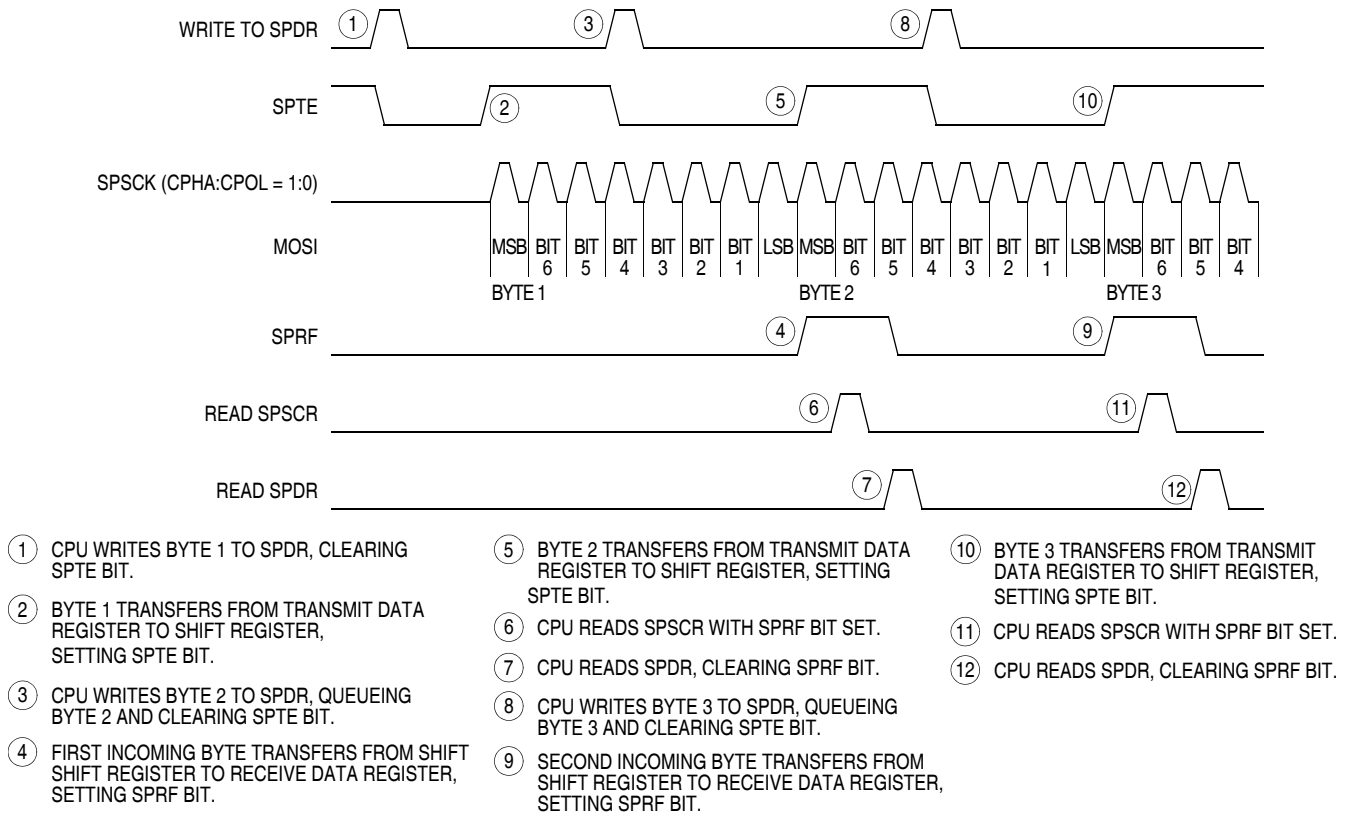 WRITE TO SPDR
1
3
8
SPTE
2
5
10
SPSCK (CPHA:CPOL = 1:0)
MOSI
MSB BIT BIT BIT BIT BIT BIT LSB MSB BIT BIT BIT BIT BIT BIT LSB MSB BIT BIT BIT
6 5 4 3 2 1 6 5 4 3 2 1 6 5 4
BYTE 1 BYTE 2 BYTE 3
SPRF
4
9
READ SPSCR
6
11
READ SPDR
7
12
1 CPU WRITES BYTE 1 TO SPDR, CLEARING
SPTE BIT.
2 BYTE 1 TRANSFERS FROM TRANSMIT DATA
REGISTER TO SHIFT REGISTER,
SETTING SPTE BIT.
3 CPU WRITES BYTE 2 TO SPDR, QUEUEING
BYTE 2 AND CLEARING SPTE BIT.
4 FIRST INCOMING BYTE TRANSFERS FROM SHIFT
SHIFT REGISTER TO RECEIVE DATA REGISTER,
SETTING SPRF BIT.
5 BYTE 2 TRANSFERS FROM TRANSMIT DATA
REGISTER TO SHIFT REGISTER, SETTING
SPTE BIT.
6 CPU READS SPSCR WITH SPRF BIT SET.
7 CPU READS SPDR, CLEARING SPRF BIT.
8 CPU WRITES BYTE 3 TO SPDR, QUEUEING
BYTE 3 AND CLEARING SPTE BIT.
9 SECOND INCOMING BYTE TRANSFERS FROM
SHIFT REGISTER TO RECEIVE DATA REGISTER,
SETTING SPRF BIT.
10 BYTE 3 TRANSFERS FROM TRANSMIT
DATA REGISTER TO SHIFT REGISTER,
SETTING SPTE BIT.
11 CPU READS SPSCR WITH SPRF BIT SET.
12 CPU READS SPDR, CLEARING SPRF BIT.